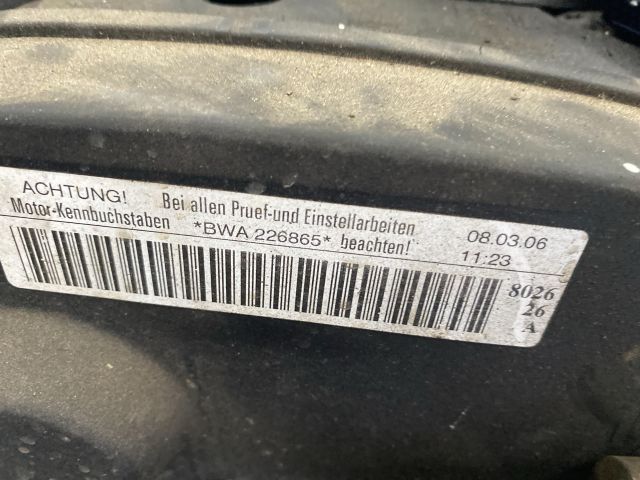 ACHTUNG! Bei allen Pruef-und Einstellarbeiten 08.03.06
Motor-Kennbuchstaben *BWA 226865* beachten! 11:23
8026
26
A